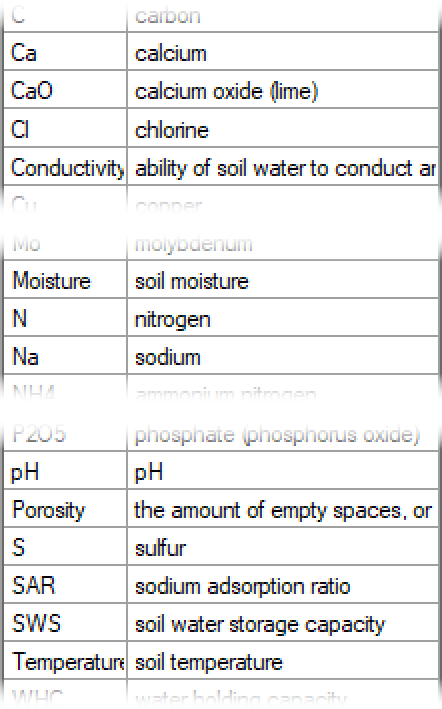 C carbon
Ca calcium
CaO calcium oxide (lime)
Cl chlorine
Conductivity ability of soil water to conduct ar
Cu copper
Mo molybdenum
Moisture soil moisture
N nitrogen
Na sodium
NH4 ammonium nitrogen
P2O5 phosphate (phosphorus oxide)
pH pH
Porosity the amount of empty spaces, or
S sulfur
SAR sodium adsorption ratio
SWS soil water storage capacity
Temperature soil temperature
WHC water holding capacity